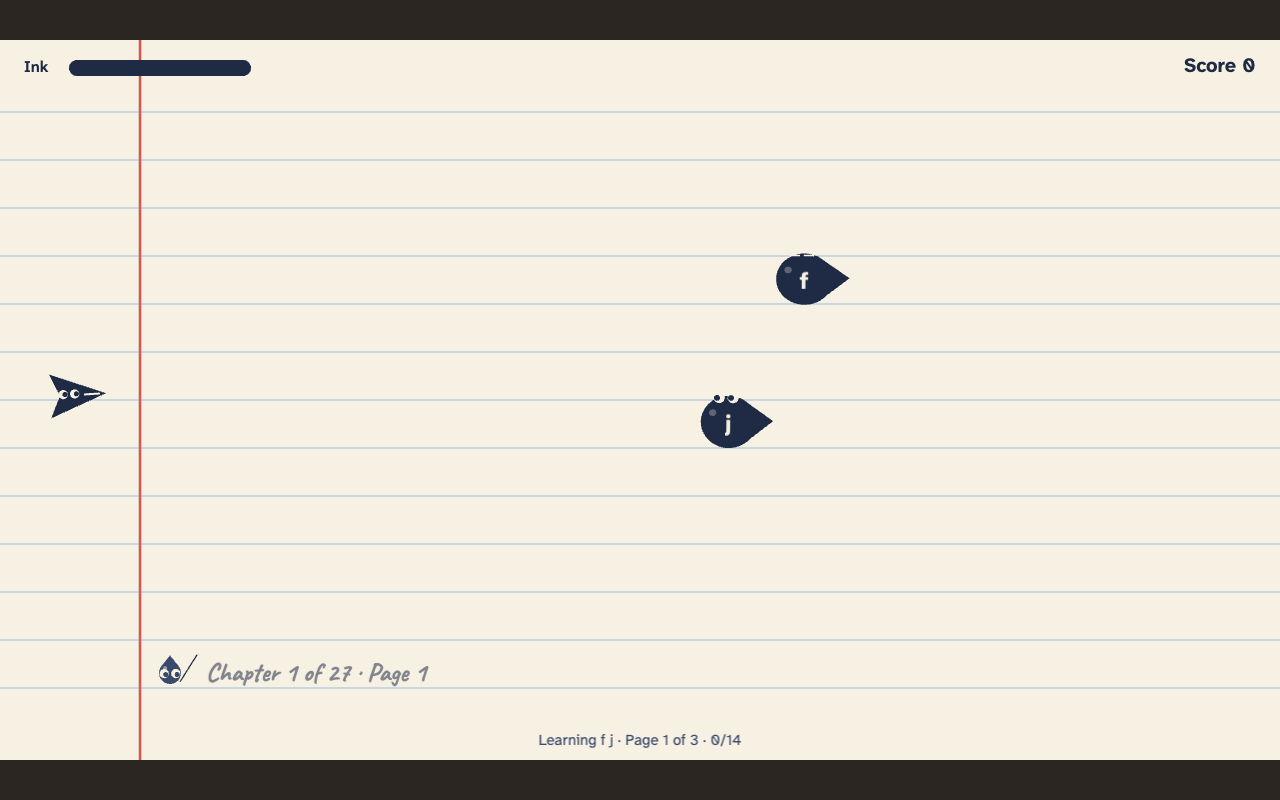 Ink
Score 0
f
j
Chapter 1 of 27 · Page 1
Learning f j · Page 1 of 3 · 0/14